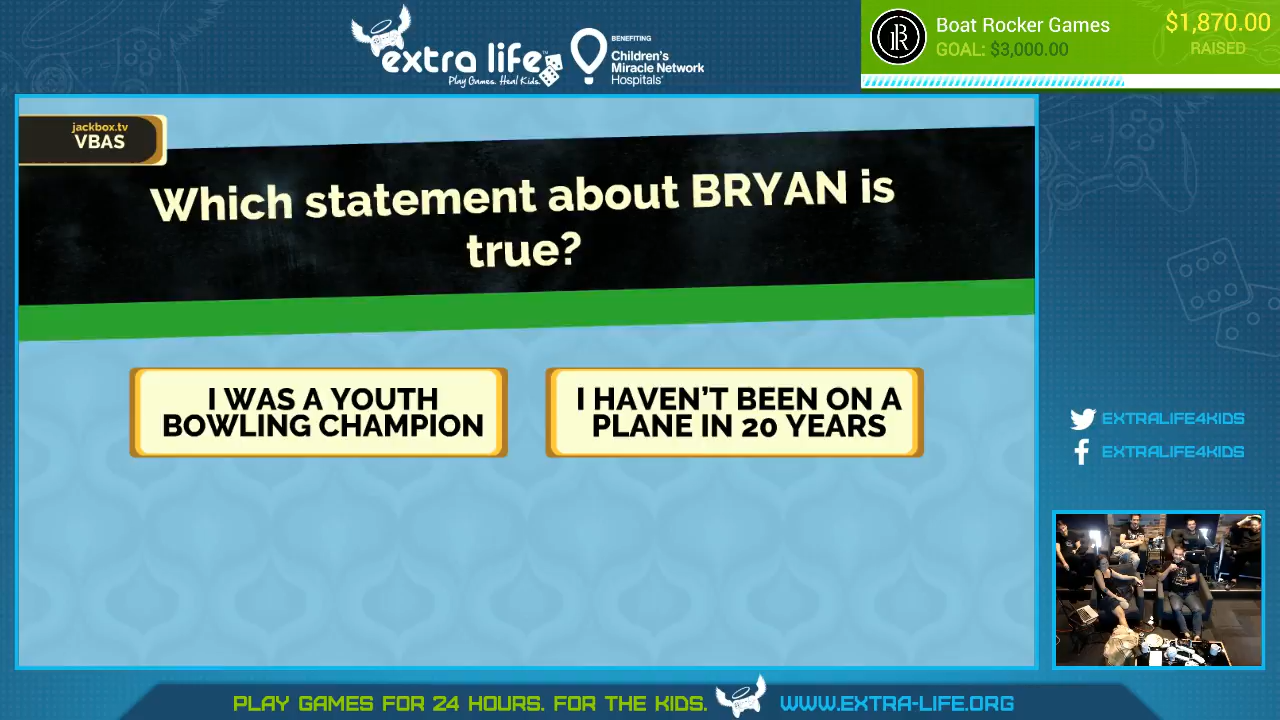 extra life™
Play Games. Heal Kids.
BENEFITING
Children's
Miracle Network
Hospitals®
Boat Rocker Games
GOAL: $3,000.00
$1,870.00
RAISED
jackbox.tv
VBAS
Which statement about BRYAN is
true?
I WAS A YOUTH
BOWLING CHAMPION
I HAVEN'T BEEN ON A
PLANE IN 20 YEARS
EXTRALIFE4KIDS
EXTRALIFE4KIDS
PLAY GAMES FOR 24 HOURS. FOR THE KIDS.
WWW.EXTRA-LIFE.ORG